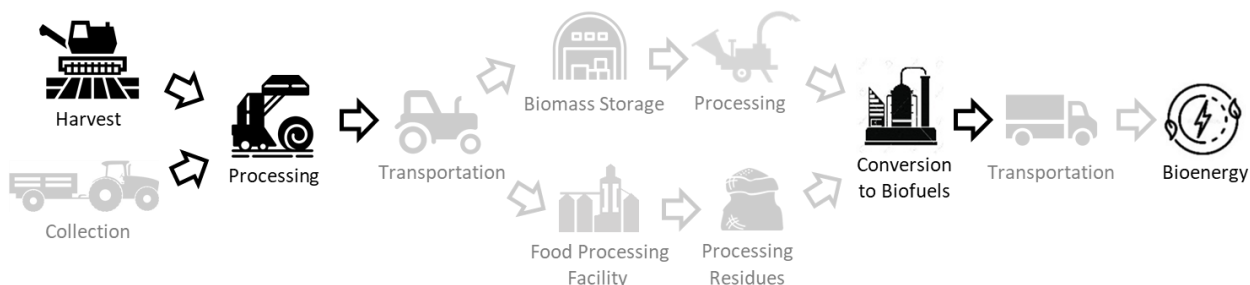 Harvest
Collection
Processing
Transportation
Biomass Storage
Processing
Food Processing
Facility
Processing
Residues
Conversion
to Biofuels
Transportation
Bioenergy